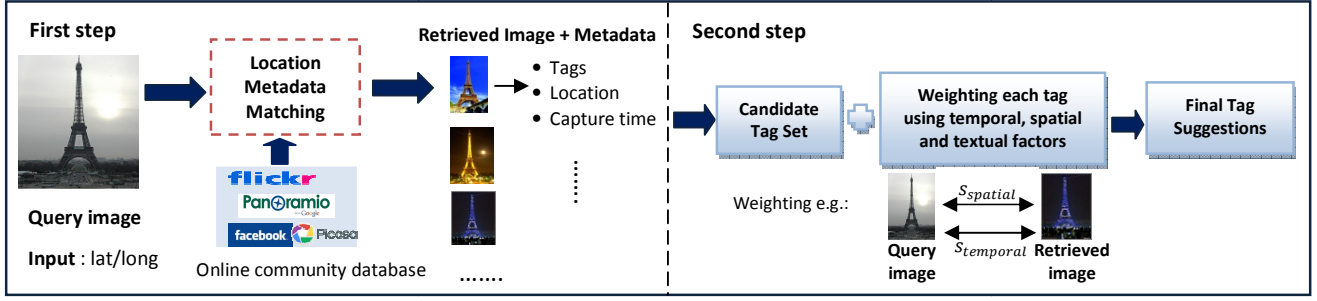 First step
Location
Metadata
Matching
Retrieved Image + Metadata
• Tags
• Location
• Capture time
flickr
Panoramio
Google
facebook Picasa
Query image
Input : lat/long
Online community database
.......
Second step
Candidate
Tag Set
Weighting each tag
using temporal, spatial
and textual factors
Final Tag
Suggestions
Weighting e.g.:
S_spatial
S_temporal
Query
image
Retrieved
image